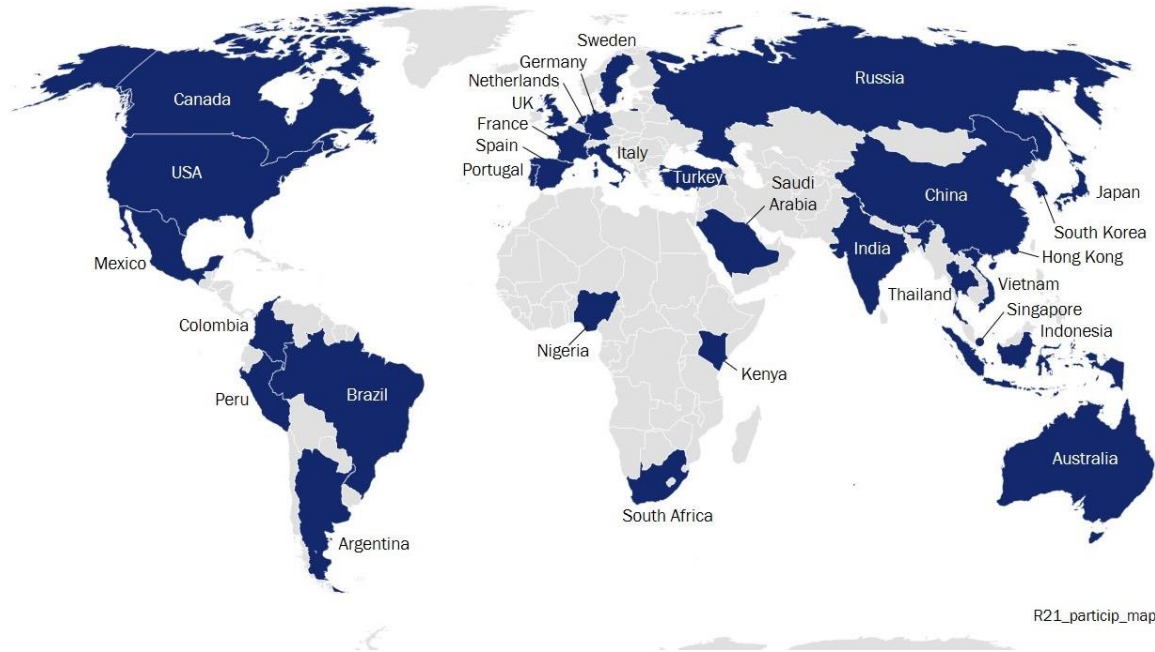 Sweden
Germany
Netherlands
UK
France
Spain
Portugal
Italy
Turkey
Russia
Canada
USA
Mexico
Saudi
Arabia
China
Japan
South Korea
Hong Kong
India
Vietnam
Thailand
Singapore
Indonesia
Colombia
Nigeria
Kenya
Peru
Brazil
Australia
South Africa
Argentina
R21_particip_map